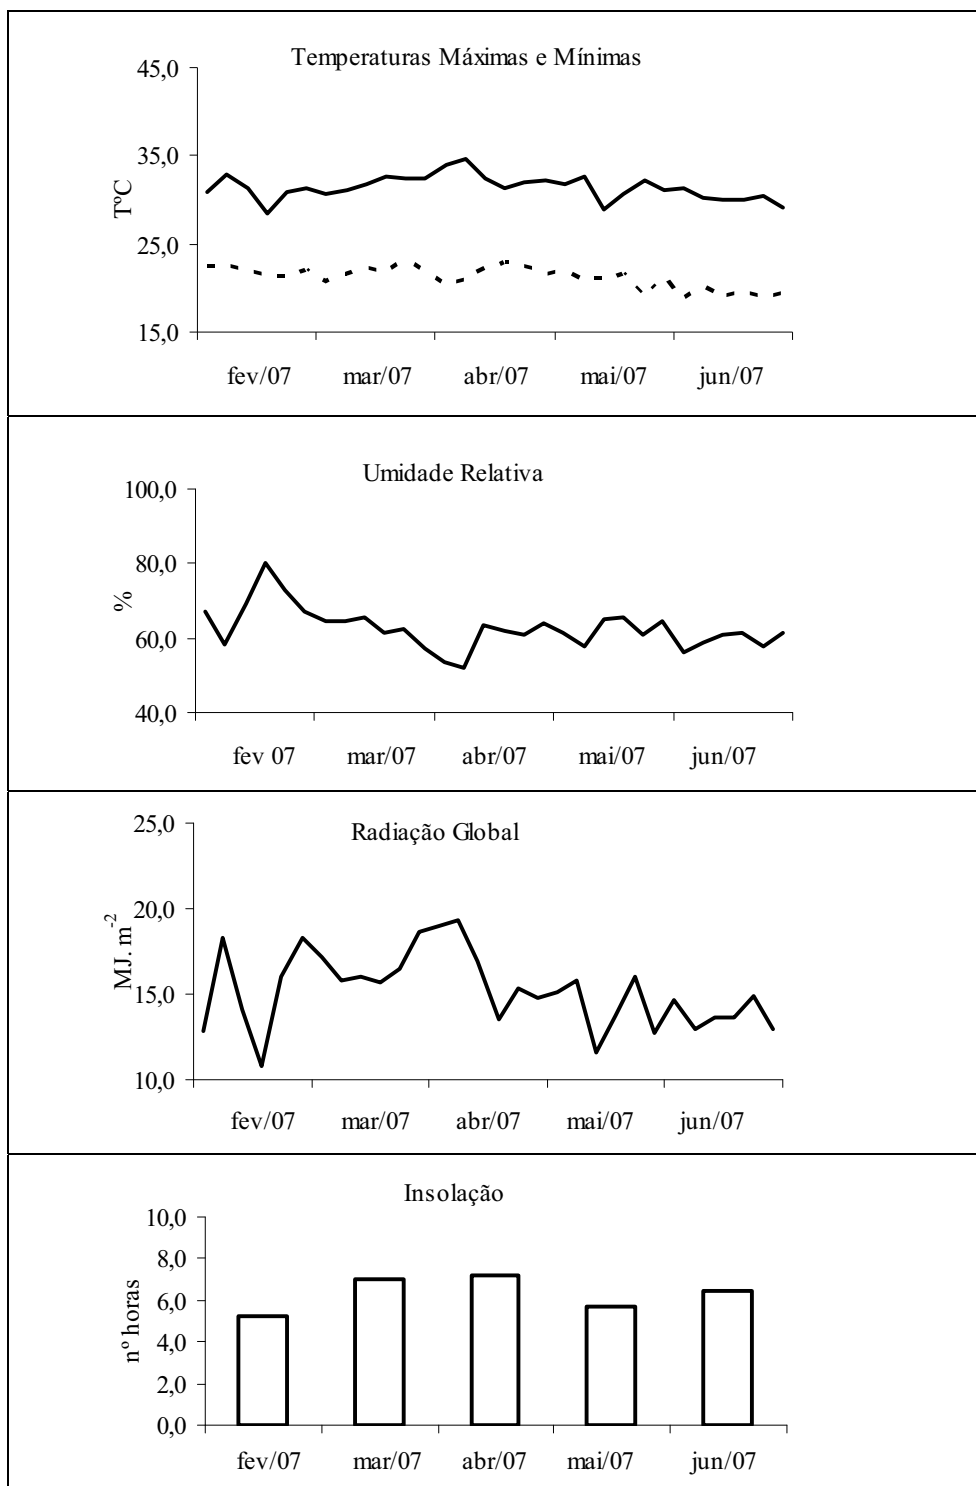 Temperaturas Máximas e Mínimas
45,0
35,0
25,0
15,0
TºC
fev/07 mar/07 abr/07 mai/07 jun/07
Umidade Relativa
100,0
80,0
60,0
40,0
%
fev 07 mar/07 abr/07 mai/07 jun/07
Radiação Global
25,0
20,0
15,0
10,0
MJ. m⁻²
fev/07 mar/07 abr/07 mai/07 jun/07
Insolação
10,0
8,0
6,0
4,0
2,0
0,0
nº horas
fev/07 mar/07 abr/07 mai/07 jun/07